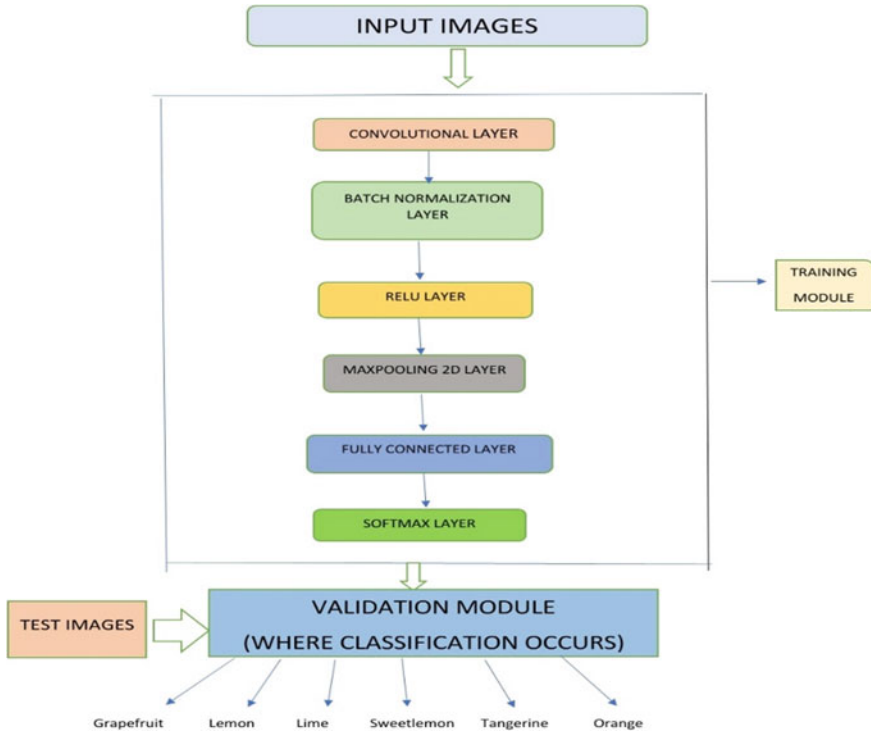 INPUT IMAGES
CONVOLUTIONAL LAYER
BATCH NORMALIZATION
LAYER
RELU LAYER
TRAINING
MODULE
MAXPOOLING 2D LAYER
FULLY CONNECTED LAYER
SOFTMAX LAYER
TEST IMAGES
VALIDATION MODULE
(WHERE CLASSIFICATION OCCURS)
Grapefruit
Lemon
Lime
Sweetlemon
Tangerine
Orange